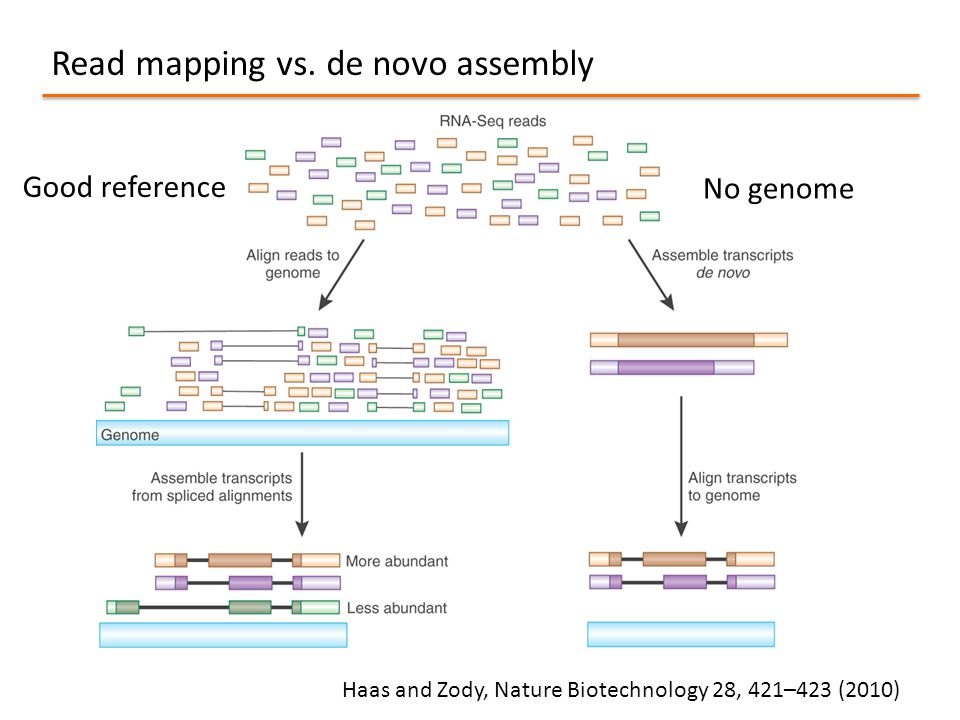 Read mapping vs. de novo assembly
RNA-Seq reads
Good reference
No genome
Align reads to
genome
Assemble transcripts
de novo
Genome
Assemble transcripts
from spliced alignments
Align transcripts
to genome
More abundant
Less abundant
Haas and Zody, Nature Biotechnology 28, 421–423 (2010)